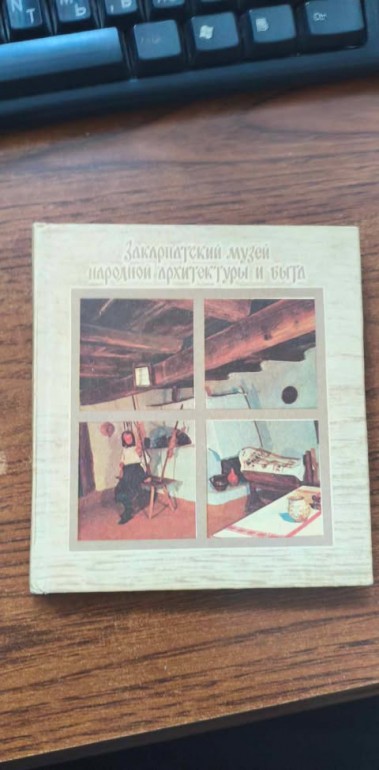 Закарпатский музей
народной архитектуры и быта